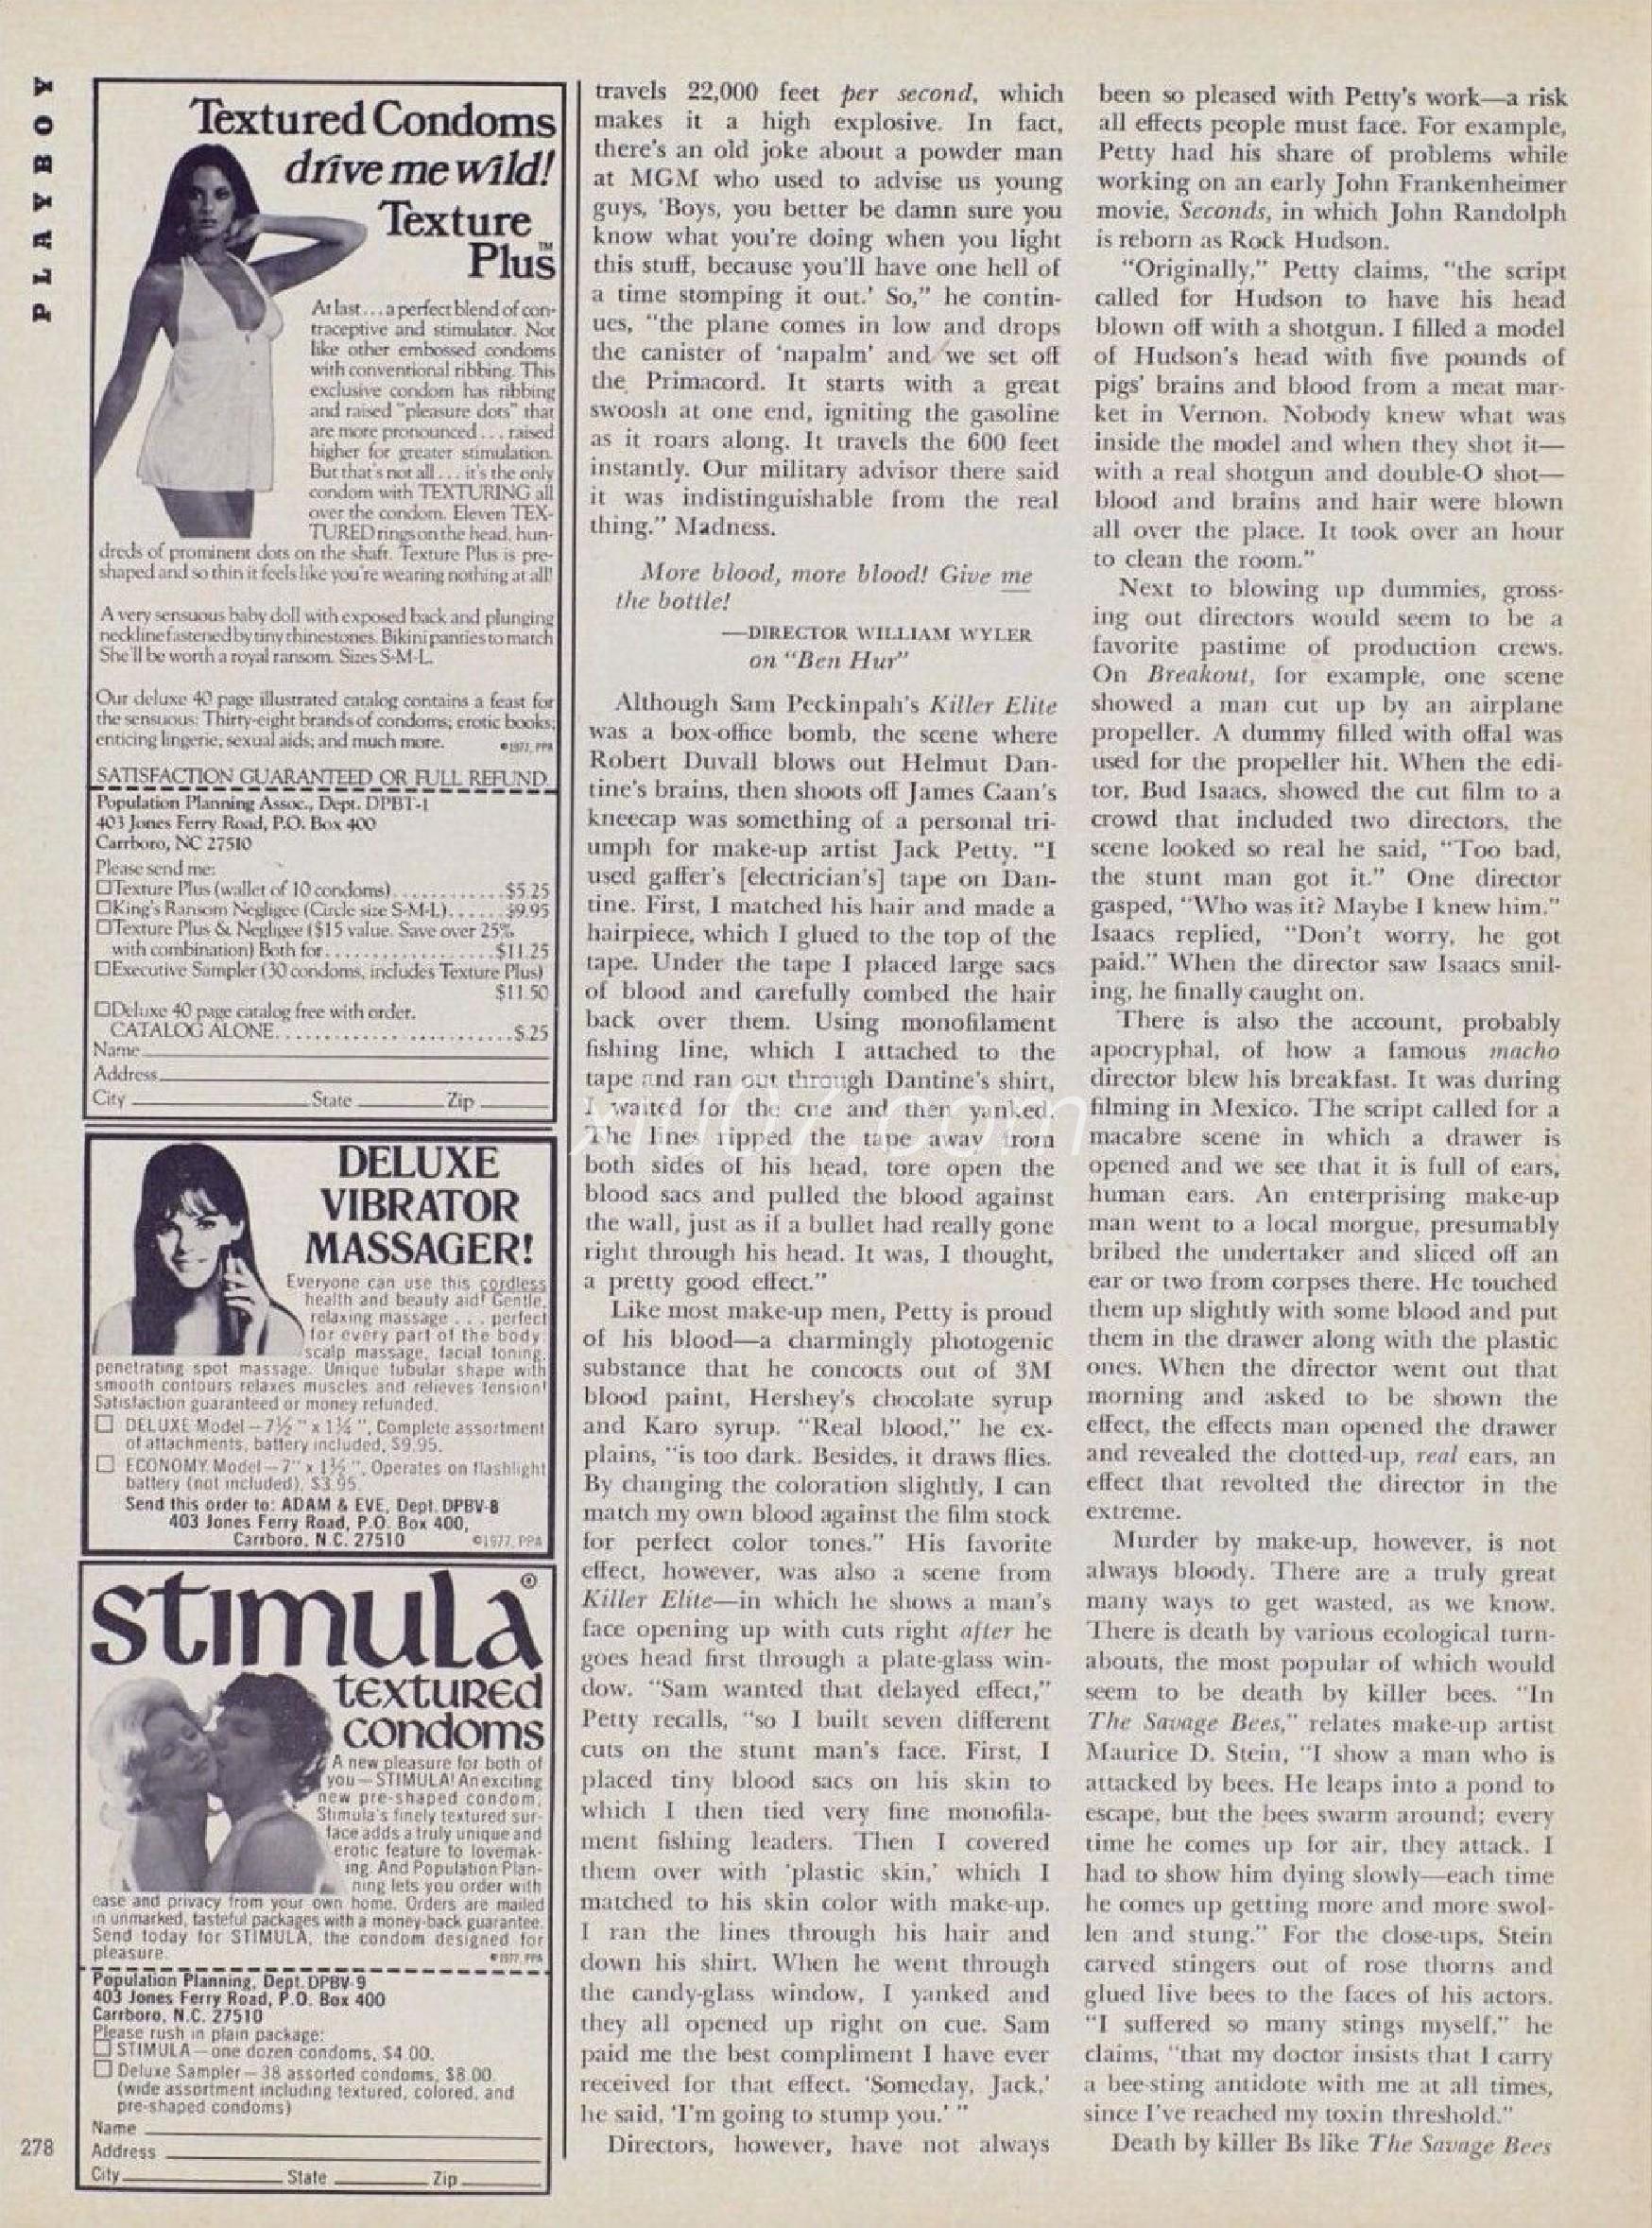 PLAYBOY
Textured Condoms
drive me wild!
Texture
Plus™
At last... a perfect blend of con-
traceptive and stimulator. Not
like other embossed condoms
with conventional ribbing. This
exclusive condom has ribbing
and raised "pleasure dots" that
are more pronounced... raised
higher for greater stimulation.
But that's not all... it's the only
condom with TEXTURING all
over the condom. Eleven TEX-
TURED rings on the head, hun-
dreds of prominent dots on the shaft. Texture Plus is pre-
shaped and so thin it feels like you're wearing nothing at all!
A very sensuous baby doll with exposed back and plunging
neckline fastened by tiny rhinestones. Bikini panties to match
She'll be worth a royal ransom. Sizes S-M-L.
Our deluxe 40 page illustrated catalog contains a feast for
the sensuous: Thirty-eight brands of condoms; erotic books;
enticing lingerie; sexual aids; and much more. ©1977, PPA
SATISFACTION GUARANTEED OR FULL REFUND.
Population Planning Assoc., Dept. DPBT-1
403 Jones Ferry Road, P.O. Box 400
Carrboro, NC 27510
Please send me:
☐Texture Plus (wallet of 10 condoms)............$5.25
☐King's Ransom Negligee (Circle size S-M-L)......$9.95
☐Texture Plus & Negligee ($15 value. Save over 25%
with combination) Both for..................$11.25
☐Executive Sampler (30 condoms, includes Texture Plus)
$11.50
☐Deluxe 40 page catalog free with order.
CATALOG ALONE.........................$.25
Name
Address
City State Zip
DELUXE
VIBRATOR
MASSAGER!
Everyone can use this cordless
health and beauty aid! Gentle,
relaxing massage . . . perfect
for every part of the body:
scalp massage, facial toning,
penetrating spot massage. Unique tubular shape with
smooth contours relaxes muscles and relieves tension!
Satisfaction guaranteed or money refunded.
☐ DELUXE Model—7½" x 1¼", Complete assortment
of attachments, battery included, $9.95.
☐ ECONOMY Model—7" x 1½", Operates on flashlight
battery (not included), $3.95.
Send this order to: ADAM & EVE, Dept. DPBV-8
403 Jones Ferry Road, P.O. Box 400,
Carrboro, N.C. 27510 ©1977, PPA
stimula®
textured
condoms
A new pleasure for both of
you—STIMULA! An exciting
new pre-shaped condom,
Stimula's finely textured sur-
face adds a truly unique and
erotic feature to lovemak-
ing. And Population Plan-
ning lets you order with
ease and privacy from your own home. Orders are mailed
in unmarked, tasteful packages with a money-back guarantee.
Send today for STIMULA, the condom designed for
pleasure. ©1977, PPA
Population Planning, Dept. DPBV-9
403 Jones Ferry Road, P.O. Box 400
Carrboro, N.C. 27510
Please rush in plain package:
☐ STIMULA—one dozen condoms, $4.00.
☐ Deluxe Sampler—38 assorted condoms, $8.00.
(wide assortment including textured, colored, and
pre-shaped condoms)
Name
Address
City State Zip
278
travels 22,000 feet per second, which
makes it a high explosive. In fact,
there's an old joke about a powder man
at MGM who used to advise us young
guys, 'Boys, you better be damn sure you
know what you're doing when you light
this stuff, because you'll have one hell of
a time stomping it out.' So," he contin-
ues, "the plane comes in low and drops
the canister of 'napalm' and we set off
the Primacord. It starts with a great
swoosh at one end, igniting the gasoline
as it roars along. It travels the 600 feet
instantly. Our military advisor there said
it was indistinguishable from the real
thing." Madness.
More blood, more blood! Give me
the bottle!
—DIRECTOR WILLIAM WYLER
on "Ben Hur"
Although Sam Peckinpah's Killer Elite
was a box-office bomb, the scene where
Robert Duvall blows out Helmut Dan-
tine's brains, then shoots off James Caan's
kneecap was something of a personal tri-
umph for make-up artist Jack Petty. "I
used gaffer's [electrician's] tape on Dan-
tine. First, I matched his hair and made a
hairpiece, which I glued to the top of the
tape. Under the tape I placed large sacs
of blood and carefully combed the hair
back over them. Using monofilament
fishing line, which I attached to the
tape and ran out through Dantine's shirt,
I waited for the cue and then yanked.
The lines ripped the tape away from
both sides of his head, tore open the
blood sacs and pulled the blood against
the wall, just as if a bullet had really gone
right through his head. It was, I thought,
a pretty good effect."
Like most make-up men, Petty is proud
of his blood—a charmingly photogenic
substance that he concocts out of 3M
blood paint, Hershey's chocolate syrup
and Karo syrup. "Real blood," he ex-
plains, "is too dark. Besides, it draws flies.
By changing the coloration slightly, I can
match my own blood against the film stock
for perfect color tones." His favorite
effect, however, was also a scene from
Killer Elite—in which he shows a man's
face opening up with cuts right after he
goes head first through a plate-glass win-
dow. "Sam wanted that delayed effect,"
Petty recalls, "so I built seven different
cuts on the stunt man's face. First, I
placed tiny blood sacs on his skin to
which I then tied very fine monofila-
ment fishing leaders. Then I covered
them over with 'plastic skin,' which I
matched to his skin color with make-up.
I ran the lines through his hair and
down his shirt. When he went through
the candy-glass window, I yanked and
they all opened up right on cue. Sam
paid me the best compliment I have ever
received for that effect. 'Someday, Jack,'
he said, 'I'm going to stump you.' "
Directors, however, have not always
been so pleased with Petty's work—a risk
all effects people must face. For example,
Petty had his share of problems while
working on an early John Frankenheimer
movie, Seconds, in which John Randolph
is reborn as Rock Hudson.
"Originally," Petty claims, "the script
called for Hudson to have his head
blown off with a shotgun. I filled a model
of Hudson's head with five pounds of
pigs' brains and blood from a meat mar-
ket in Vernon. Nobody knew what was
inside the model and when they shot it—
with a real shotgun and double-O shot—
blood and brains and hair were blown
all over the place. It took over an hour
to clean the room."
Next to blowing up dummies, gross-
ing out directors would seem to be a
favorite pastime of production crews.
On Breakout, for example, one scene
showed a man cut up by an airplane
propeller. A dummy filled with offal was
used for the propeller hit. When the edi-
tor, Bud Isaacs, showed the cut film to a
crowd that included two directors, the
scene looked so real he said, "Too bad,
the stunt man got it." One director
gasped, "Who was it? Maybe I knew him."
Isaacs replied, "Don't worry, he got
paid." When the director saw Isaacs smil-
ing, he finally caught on.
There is also the account, probably
apocryphal, of how a famous macho
director blew his breakfast. It was during
filming in Mexico. The script called for a
macabre scene in which a drawer is
opened and we see that it is full of ears,
human ears. An enterprising make-up
man went to a local morgue, presumably
bribed the undertaker and sliced off an
ear or two from corpses there. He touched
them up slightly with some blood and put
them in the drawer along with the plastic
ones. When the director went out that
morning and asked to be shown the
effect, the effects man opened the drawer
and revealed the clotted-up, real ears, an
effect that revolted the director in the
extreme.
Murder by make-up, however, is not
always bloody. There are a truly great
many ways to get wasted, as we know.
There is death by various ecological turn-
abouts, the most popular of which would
seem to be death by killer bees. "In
The Savage Bees," relates make-up artist
Maurice D. Stein, "I show a man who is
attacked by bees. He leaps into a pond to
escape, but the bees swarm around; every
time he comes up for air, they attack. I
had to show him dying slowly—each time
he comes up getting more and more swol-
len and stung." For the close-ups, Stein
carved stingers out of rose thorns and
glued live bees to the faces of his actors.
"I suffered so many stings myself," he
claims, "that my doctor insists that I carry
a bee-sting antidote with me at all times,
since I've reached my toxin threshold."
Death by killer Bs like The Savage Bees